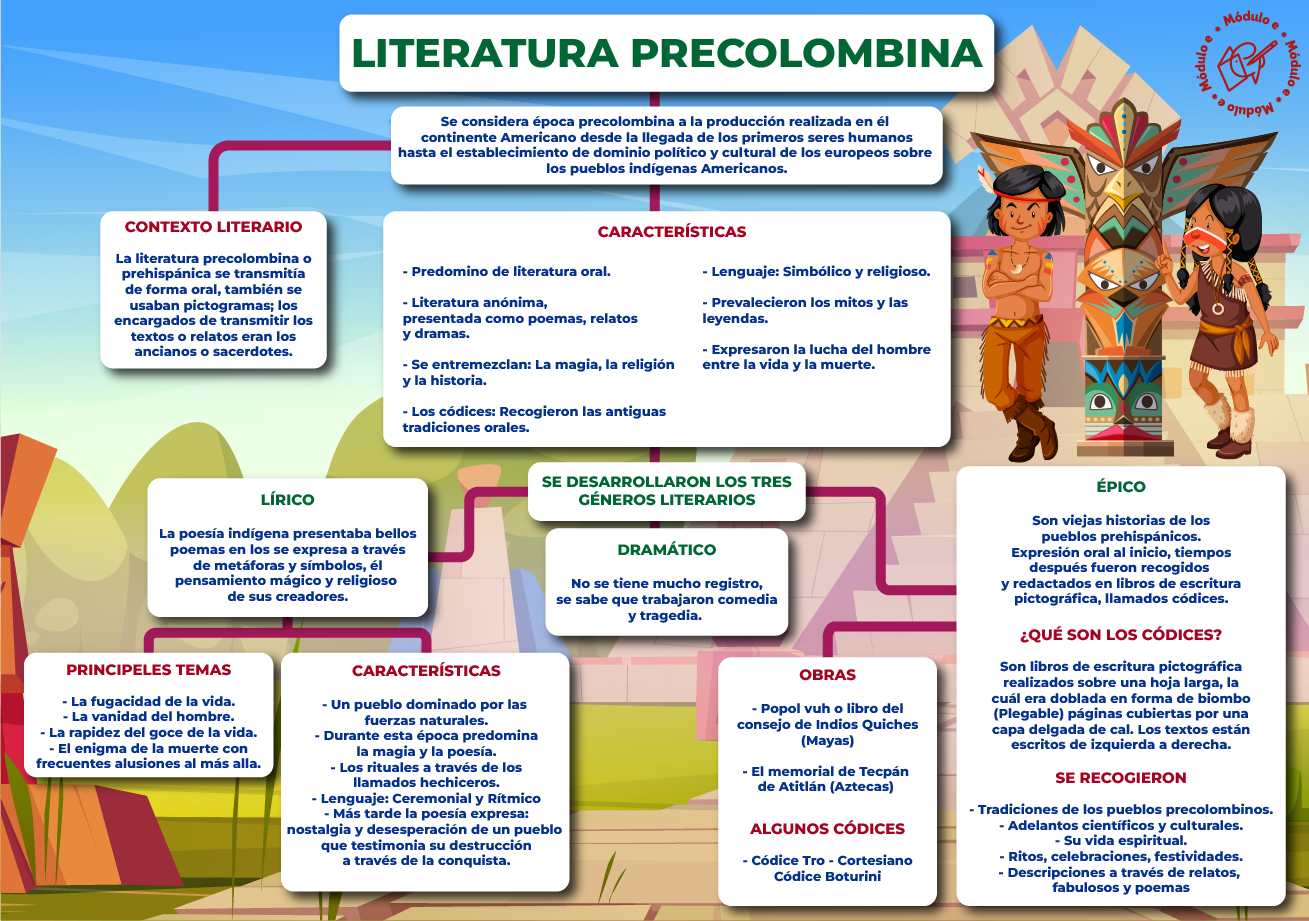 LITERATURA PRECOLOMBINA
Módulo e • Módulo e • Módulo e • Módulo e •
Se considera época precolombina a la producción realizada en él
continente Americano desde la llegada de los primeros seres humanos
hasta el establecimiento de dominio político y cultural de los europeos sobre
los pueblos indígenas Americanos.
CONTEXTO LITERARIO
La literatura precolombina o
prehispánica se transmitía
de forma oral, también se
usaban pictogramas; los
encargados de transmitir los
textos o relatos eran los
ancianos o sacerdotes.
CARACTERÍSTICAS
- Predomino de literatura oral.
- Literatura anónima,
presentada como poemas, relatos
y dramas.
- Se entremezclan: La magia, la religión
y la historia.
- Los códices: Recogieron las antiguas
tradiciones orales.
- Lenguaje: Simbólico y religioso.
- Prevalecieron los mitos y las
leyendas.
- Expresaron la lucha del hombre
entre la vida y la muerte.
SE DESARROLLARON LOS TRES
GÉNEROS LITERARIOS
LÍRICO
La poesía indígena presentaba bellos
poemas en los se expresa a través
de metáforas y símbolos, él
pensamiento mágico y religioso
de sus creadores.
PRINCIPELES TEMAS
- La fugacidad de la vida.
- La vanidad del hombre.
- La rapidez del goce de la vida.
- El enigma de la muerte con
frecuentes alusiones al más alla.
CARACTERÍSTICAS
- Un pueblo dominado por las
fuerzas naturales.
- Durante esta época predomina
la magia y la poesía.
- Los rituales a través de los
llamados hechiceros.
- Lenguaje: Ceremonial y Rítmico
- Más tarde la poesía expresa:
nostalgia y desesperación de un pueblo
que testimonia su destrucción
a través de la conquista.
DRAMÁTICO
No se tiene mucho registro,
se sabe que trabajaron comedia
y tragedia.
ÉPICO
Son viejas historias de los
pueblos prehispánicos.
Expresión oral al inicio, tiempos
después fueron recogidos
y redactados en libros de escritura
pictográfica, llamados códices.
¿QUÉ SON LOS CÓDICES?
Son libros de escritura pictográfica
realizados sobre una hoja larga, la
cuál era doblada en forma de biombo
(Plegable) páginas cubiertas por una
capa delgada de cal. Los textos están
escritos de izquierda a derecha.
SE RECOGIERON
- Tradiciones de los pueblos precolombinos.
- Adelantos científicos y culturales.
- Su vida espiritual.
- Ritos, celebraciones, festividades.
- Descripciones a través de relatos,
fabulosos y poemas
OBRAS
- Popol vuh o libro del
consejo de Indios Quiches
(Mayas)
- El memorial de Tecpán
de Atitlán (Aztecas)
ALGUNOS CÓDICES
- Códice Tro - Cortesiano
Códice Boturini